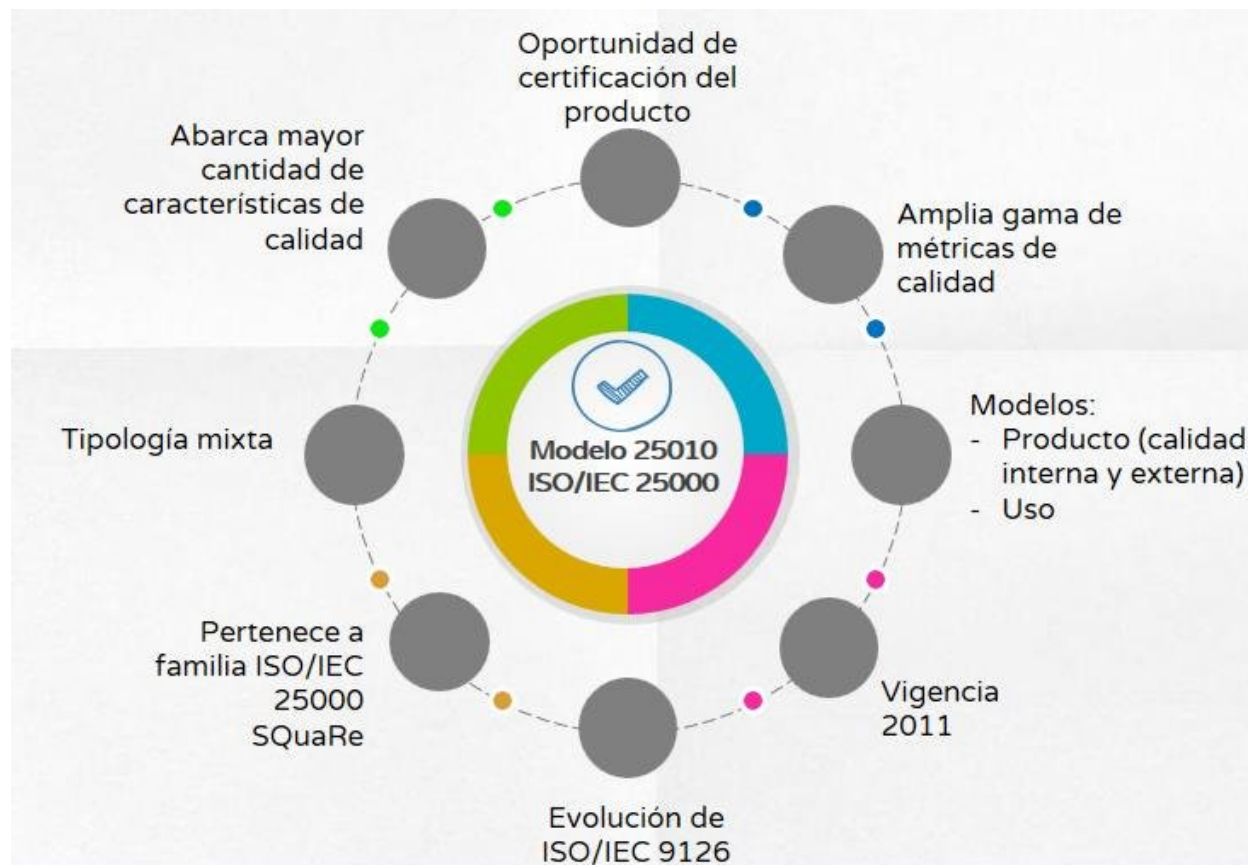 Oportunidad de
certificación del
producto
Abarca mayor
cantidad de
características de
calidad
Amplia gama de
métricas de
calidad
Modelos:
- Producto (calidad
interna y externa)
- Uso
Tipología mixta
Modelo 25010
ISO/IEC 25000
Pertenece a
familia ISO/IEC
25000
SQuaRe
Vigencia
2011
Evolución de
ISO/IEC 9126